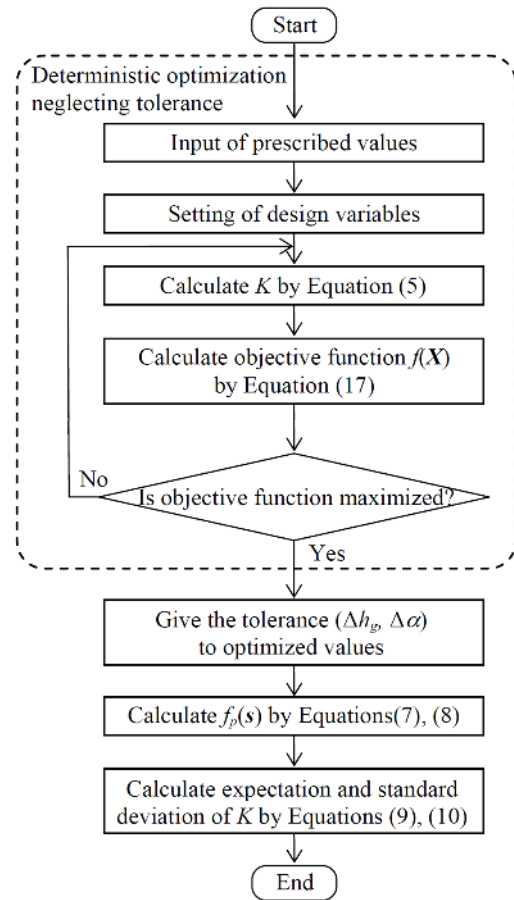 Start
Deterministic optimization
neglecting tolerance
Input of prescribed values
Setting of design variables
Calculate K by Equation (5)
Calculate objective function f(X)
by Equation (17)
No
Is objective function maximized?
Yes
Give the tolerance (Δh_g, Δα)
to optimized values
Calculate f_p(s) by Equations(7), (8)
Calculate expectation and standard
deviation of K by Equations (9), (10)
End